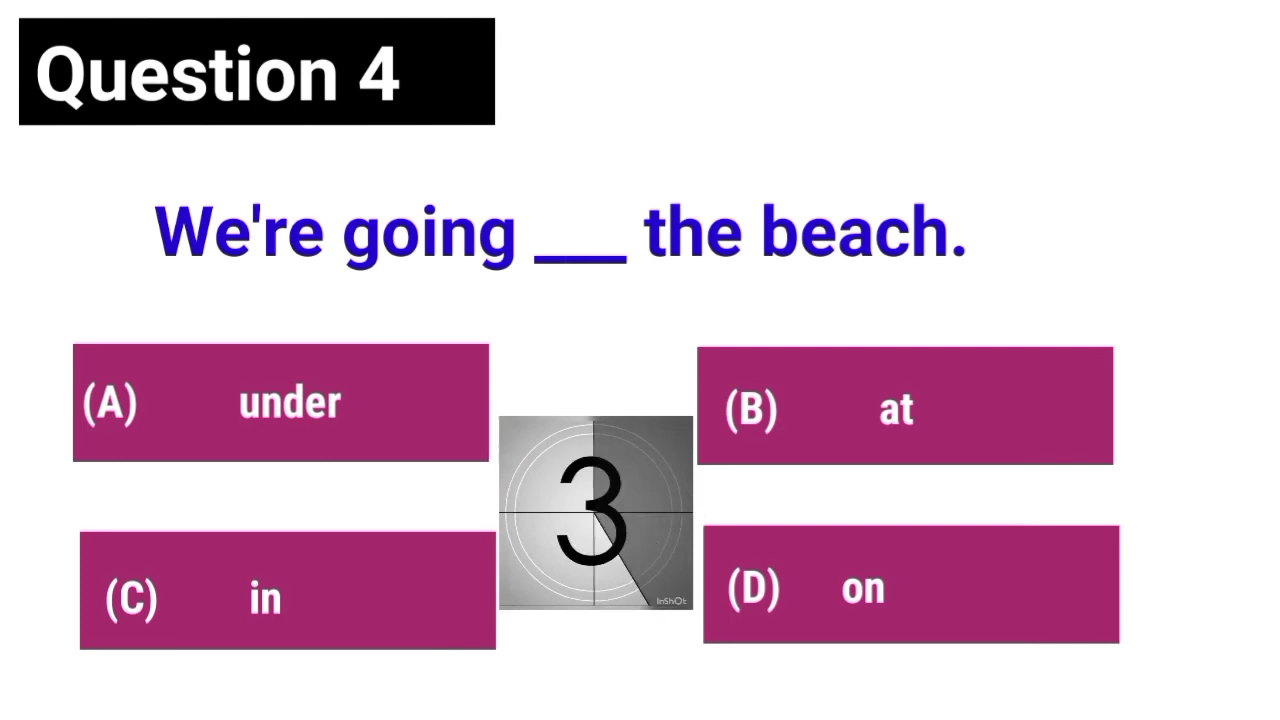 Question 4
We're going ___ the beach.
(A) under
(B) at
3
InShOt
(C) in
(D) on